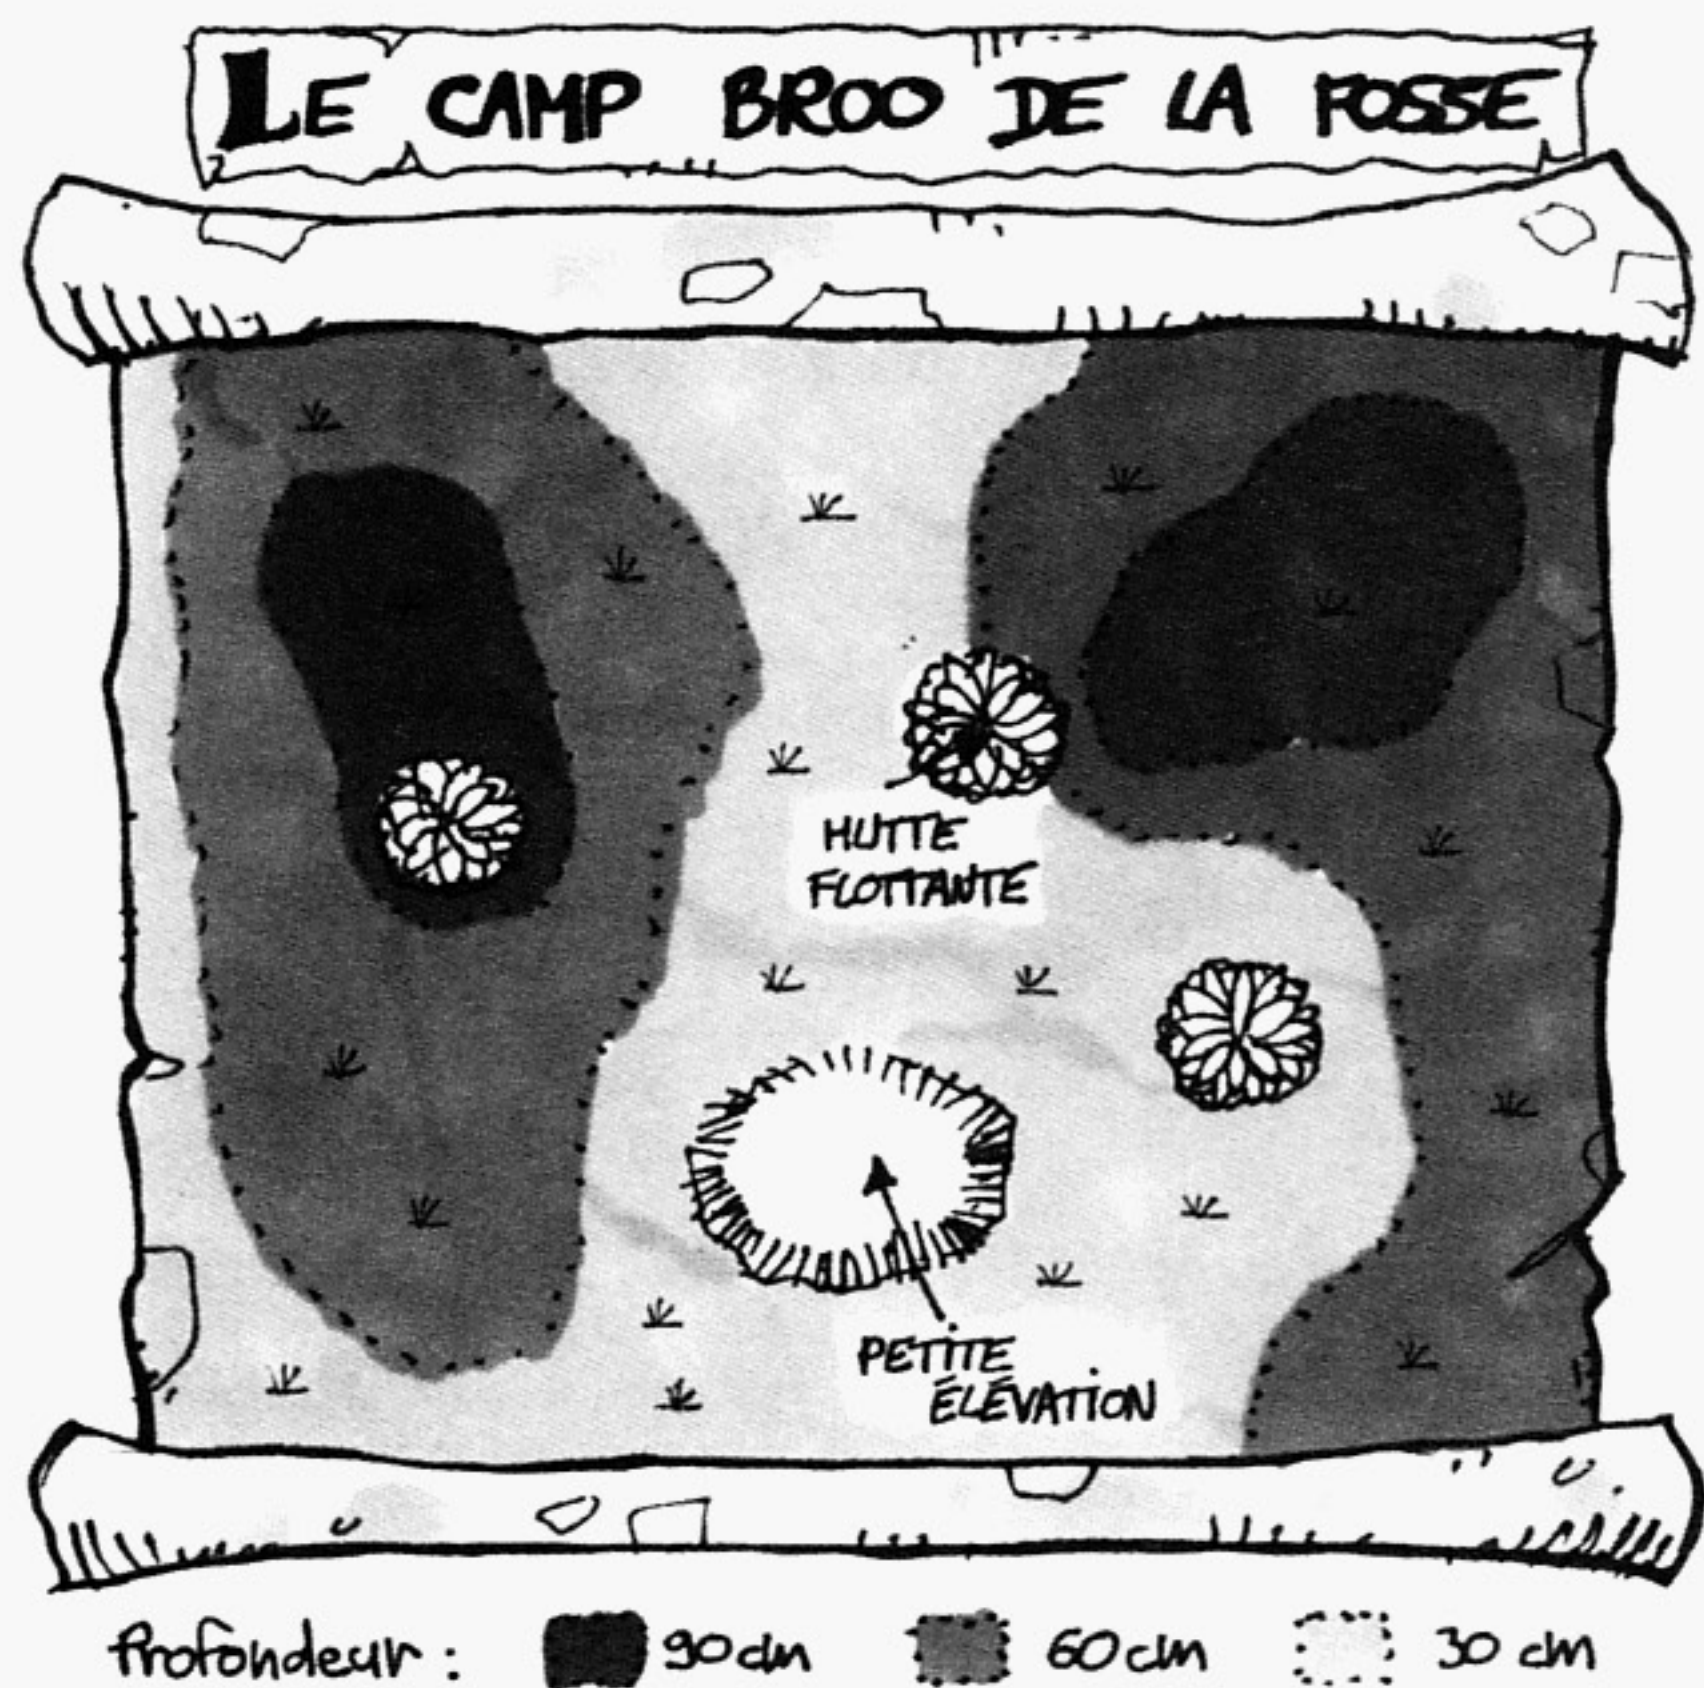 LE CAMP BROO DE LA FOSSE
HUTTE
FLOTTANTE
PETITE
ÉLÉVATION
Profondeur : 90 cm 60 cm 30 cm